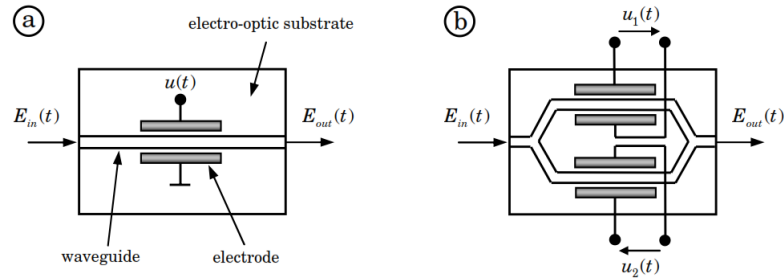 a
electro-optic substrate
u(t)
E_in(t)
E_out(t)
waveguide
electrode
b
u_1(t)
E_in(t)
E_out(t)
u_2(t)